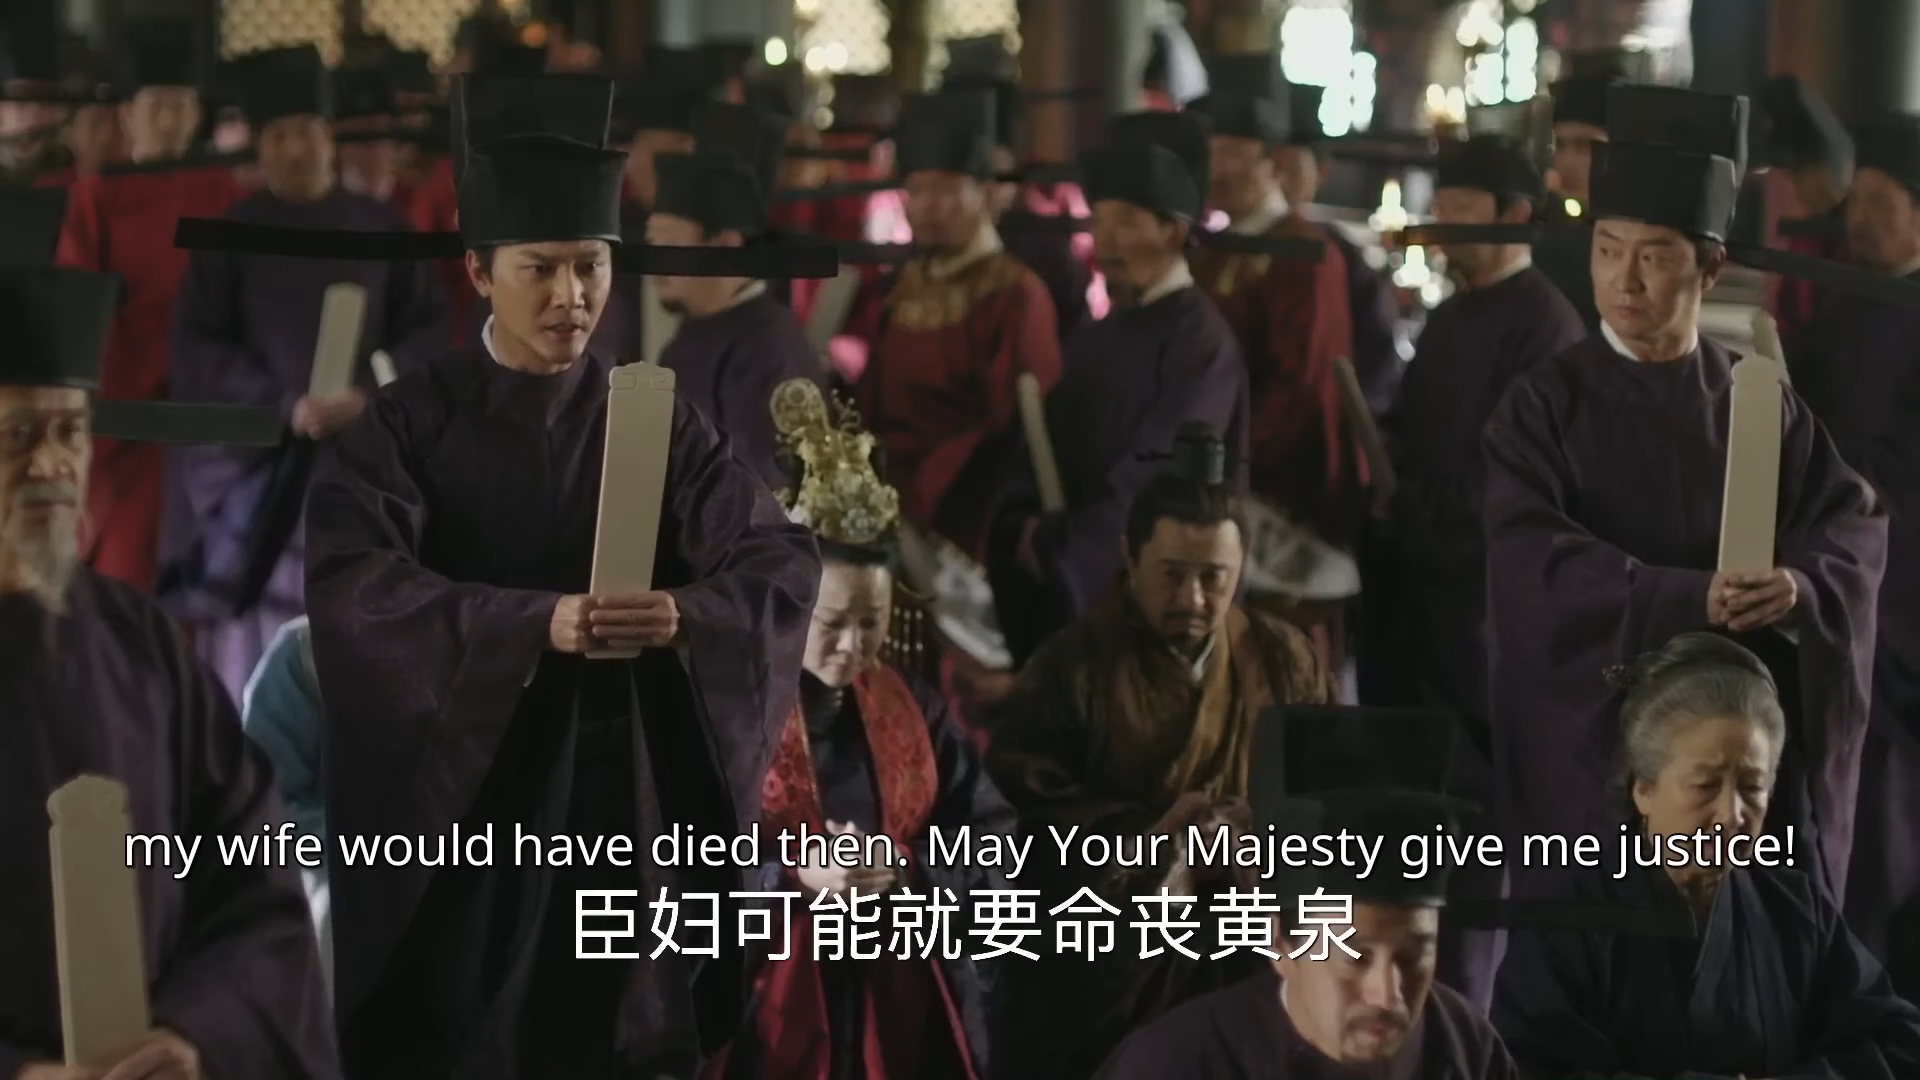 my wife would have died then. May Your Majesty give me justice!
臣妇可能就要命丧黄泉